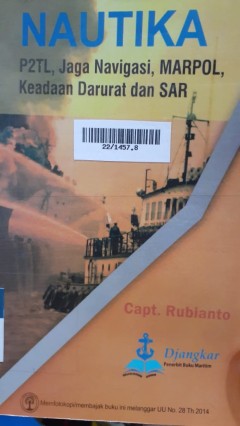 NAUTIKA
P2TL, Jaga Navigasi, MARPOL,
Keadaan Darurat dan SAR
22/1457.8
Capt. Rubianto
Djangkar
Penerbit Buku Maritim
Memfotokopi/membajak buku ini melanggar UU No. 28 Th 2014